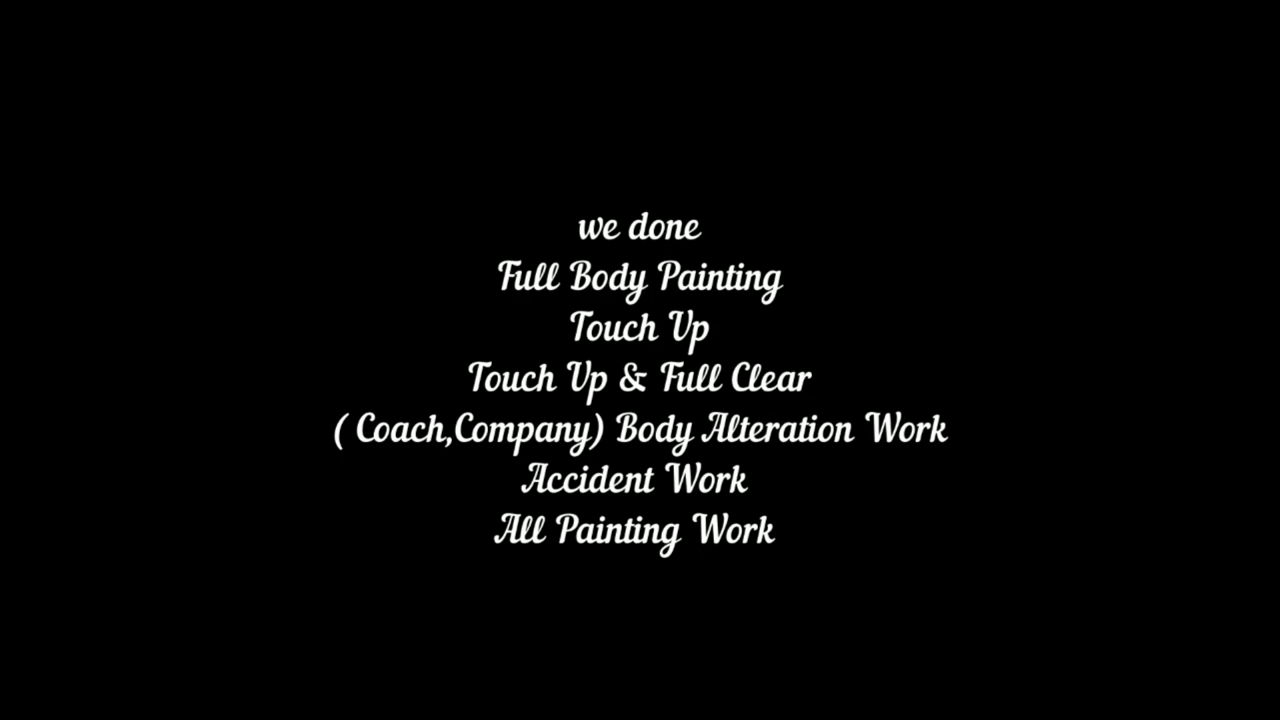 we done
Full Body Painting
Touch Up
Touch Up & Full Clear
( Coach,Company) Body Alteration Work
Accident Work
All Painting Work